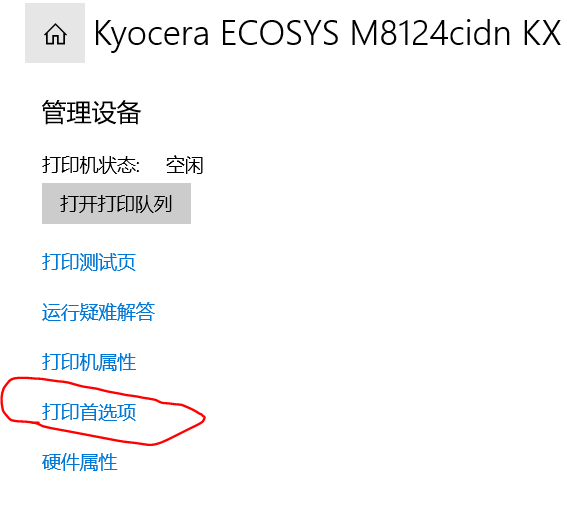 Kyocera ECOSYS M8124cidn KX
管理设备
打印机状态: 空闲
打开打印队列
打印测试页
运行疑难解答
打印机属性
打印首选项
硬件属性